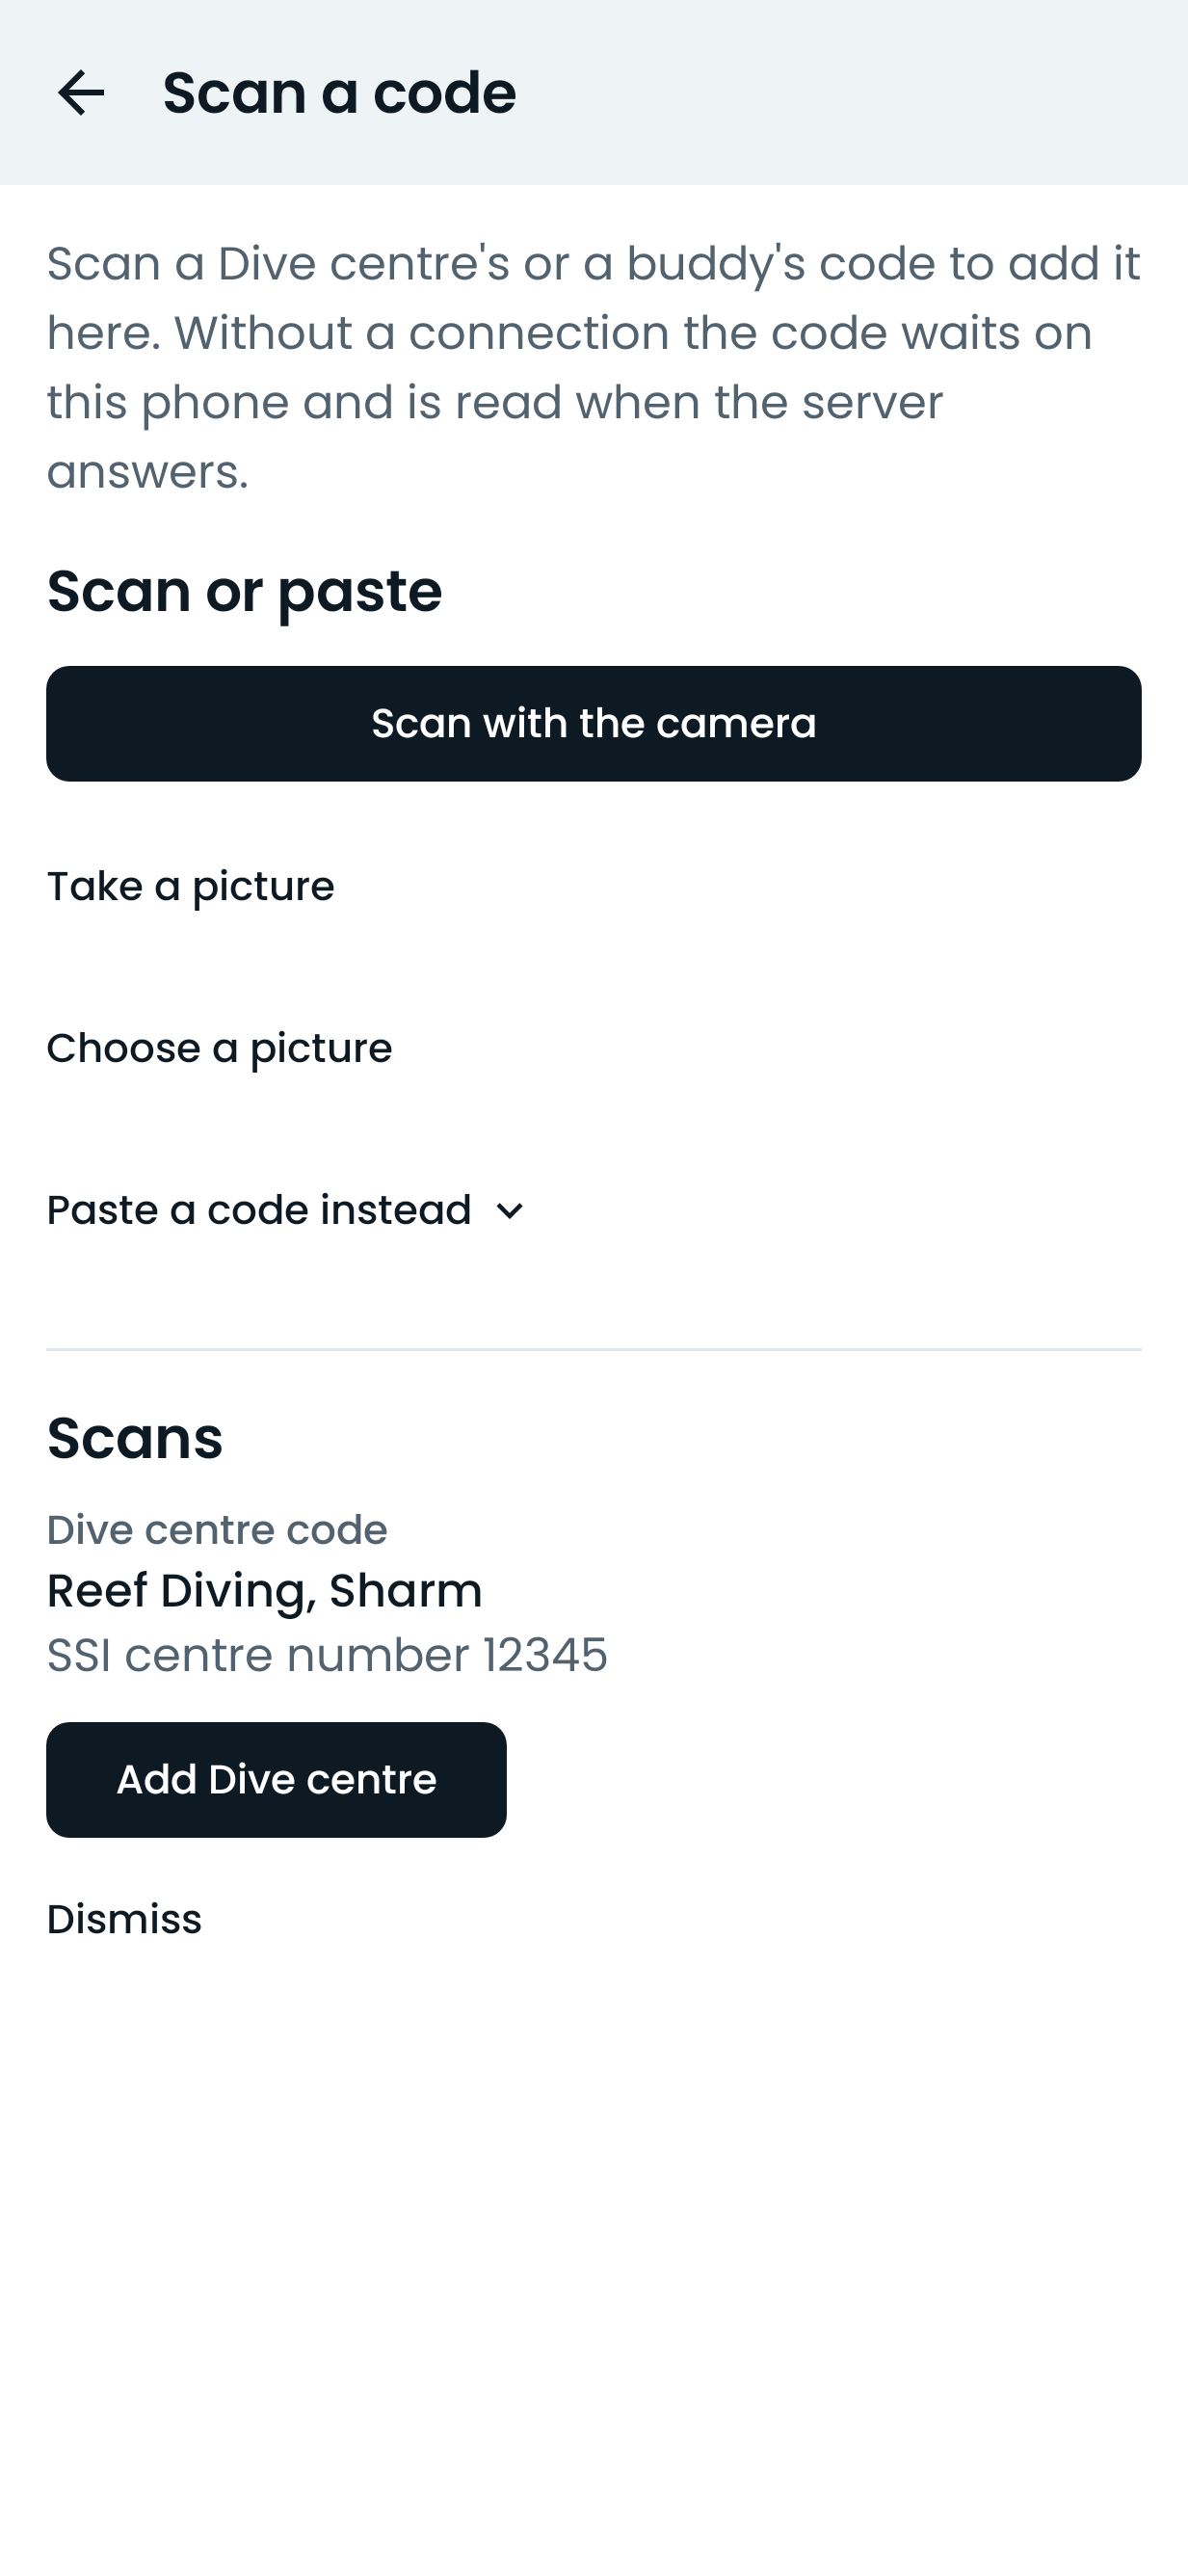 Scan a code
Scan a Dive centre's or a buddy's code to add it
here. Without a connection the code waits on
this phone and is read when the server
answers.
Scan or paste
Scan with the camera
Take a picture
Choose a picture
Paste a code instead
Scans
Dive centre code
Reef Diving, Sharm
SSI centre number 12345
Add Dive centre
Dismiss